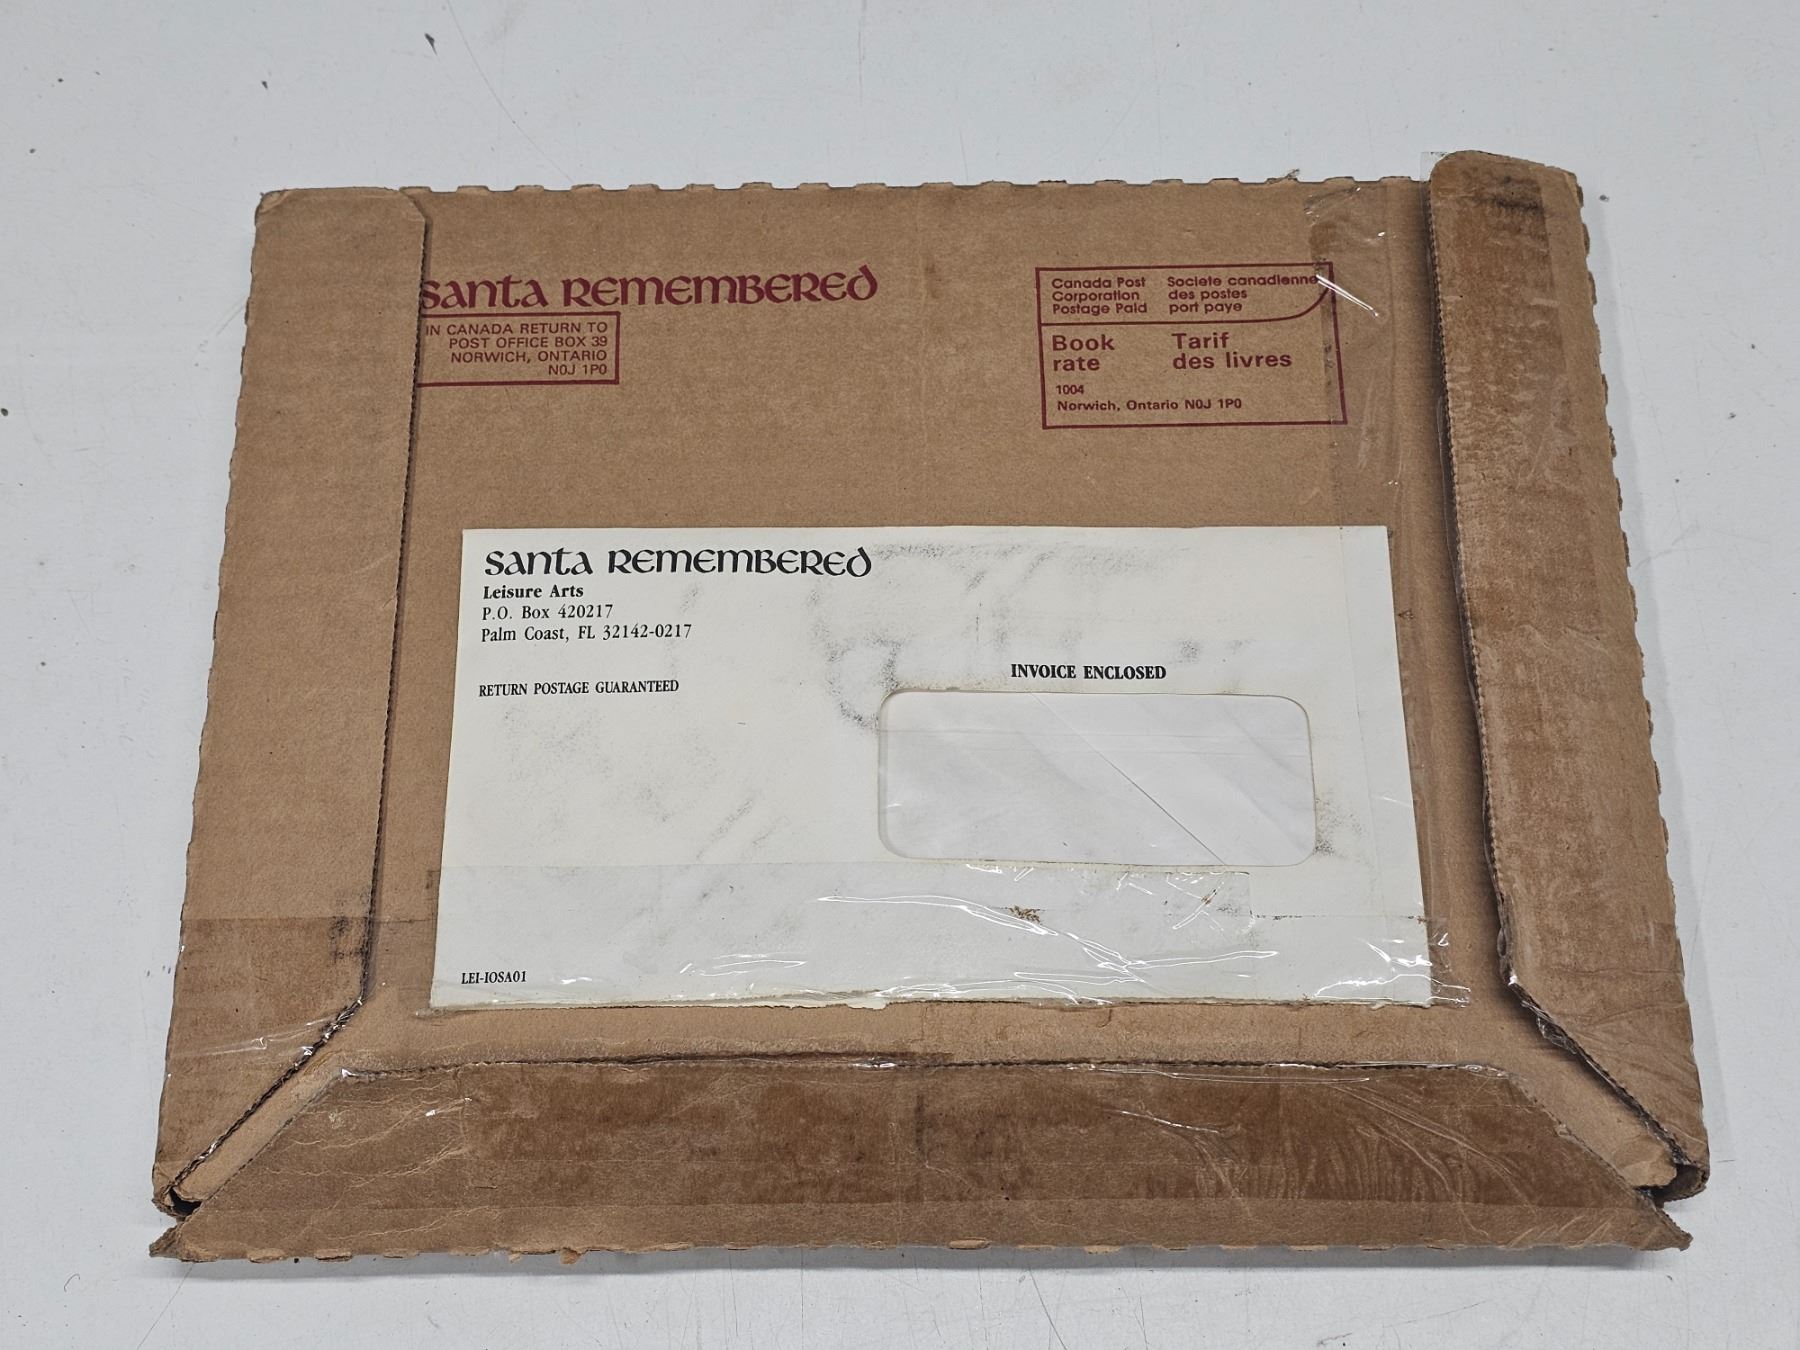 SANTA REMEMBERED
IN CANADA RETURN TO
POST OFFICE BOX 39
NORWICH, ONTARIO
N0J 1P0
Canada Post
Corporation
Postage Paid
Societe canadienne
des postes
port paye
Book
rate
Tarif
des livres
1004
Norwich, Ontario N0J 1P0
SANTA REMEMBERED
Leisure Arts
P.O. Box 420217
Palm Coast, FL 32142-0217
RETURN POSTAGE GUARANTEED
INVOICE ENCLOSED
LEI-IOSA01